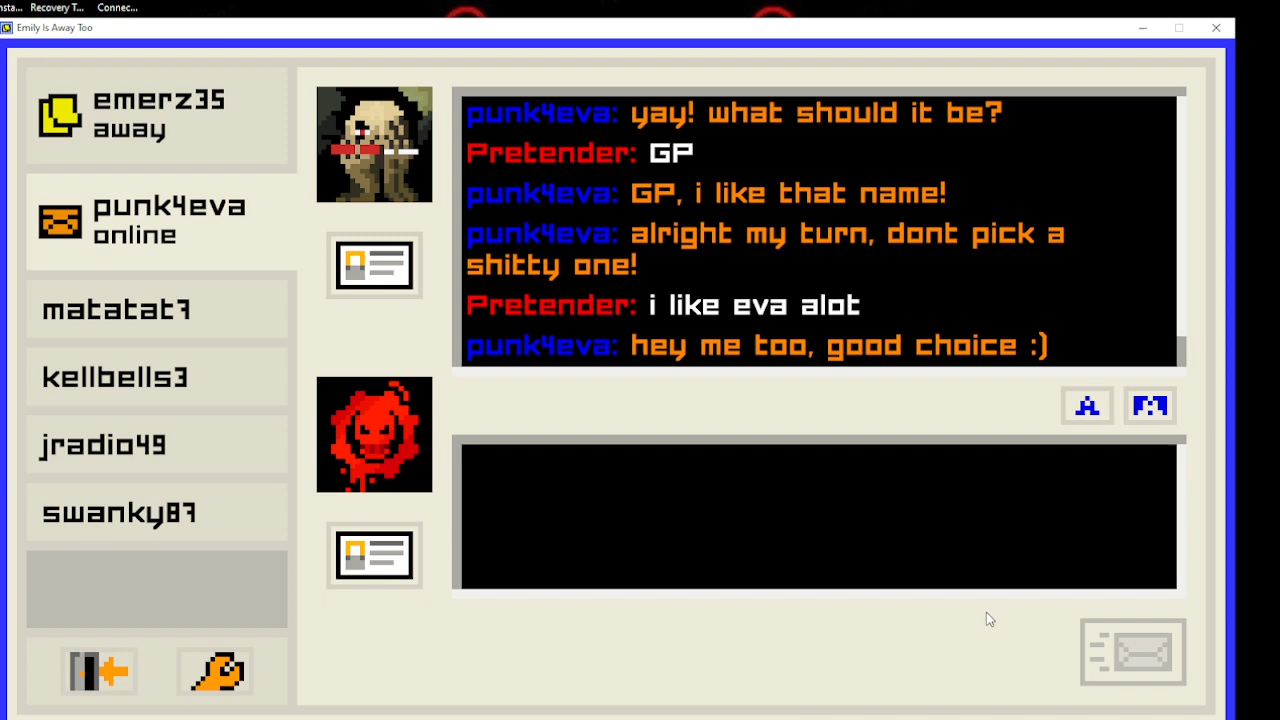 nsta... Recovery T... Connec...
Emily Is Away Too
emerz35
away
punk4eva
online
matatat7
kellbells3
jradio49
swanky87
punk4eva: yay! what should it be?
Pretender: GP
punk4eva: GP, i like that name!
punk4eva: alright my turn, dont pick a
shitty one!
Pretender: i like eva alot
punk4eva: hey me too, good choice :)
A